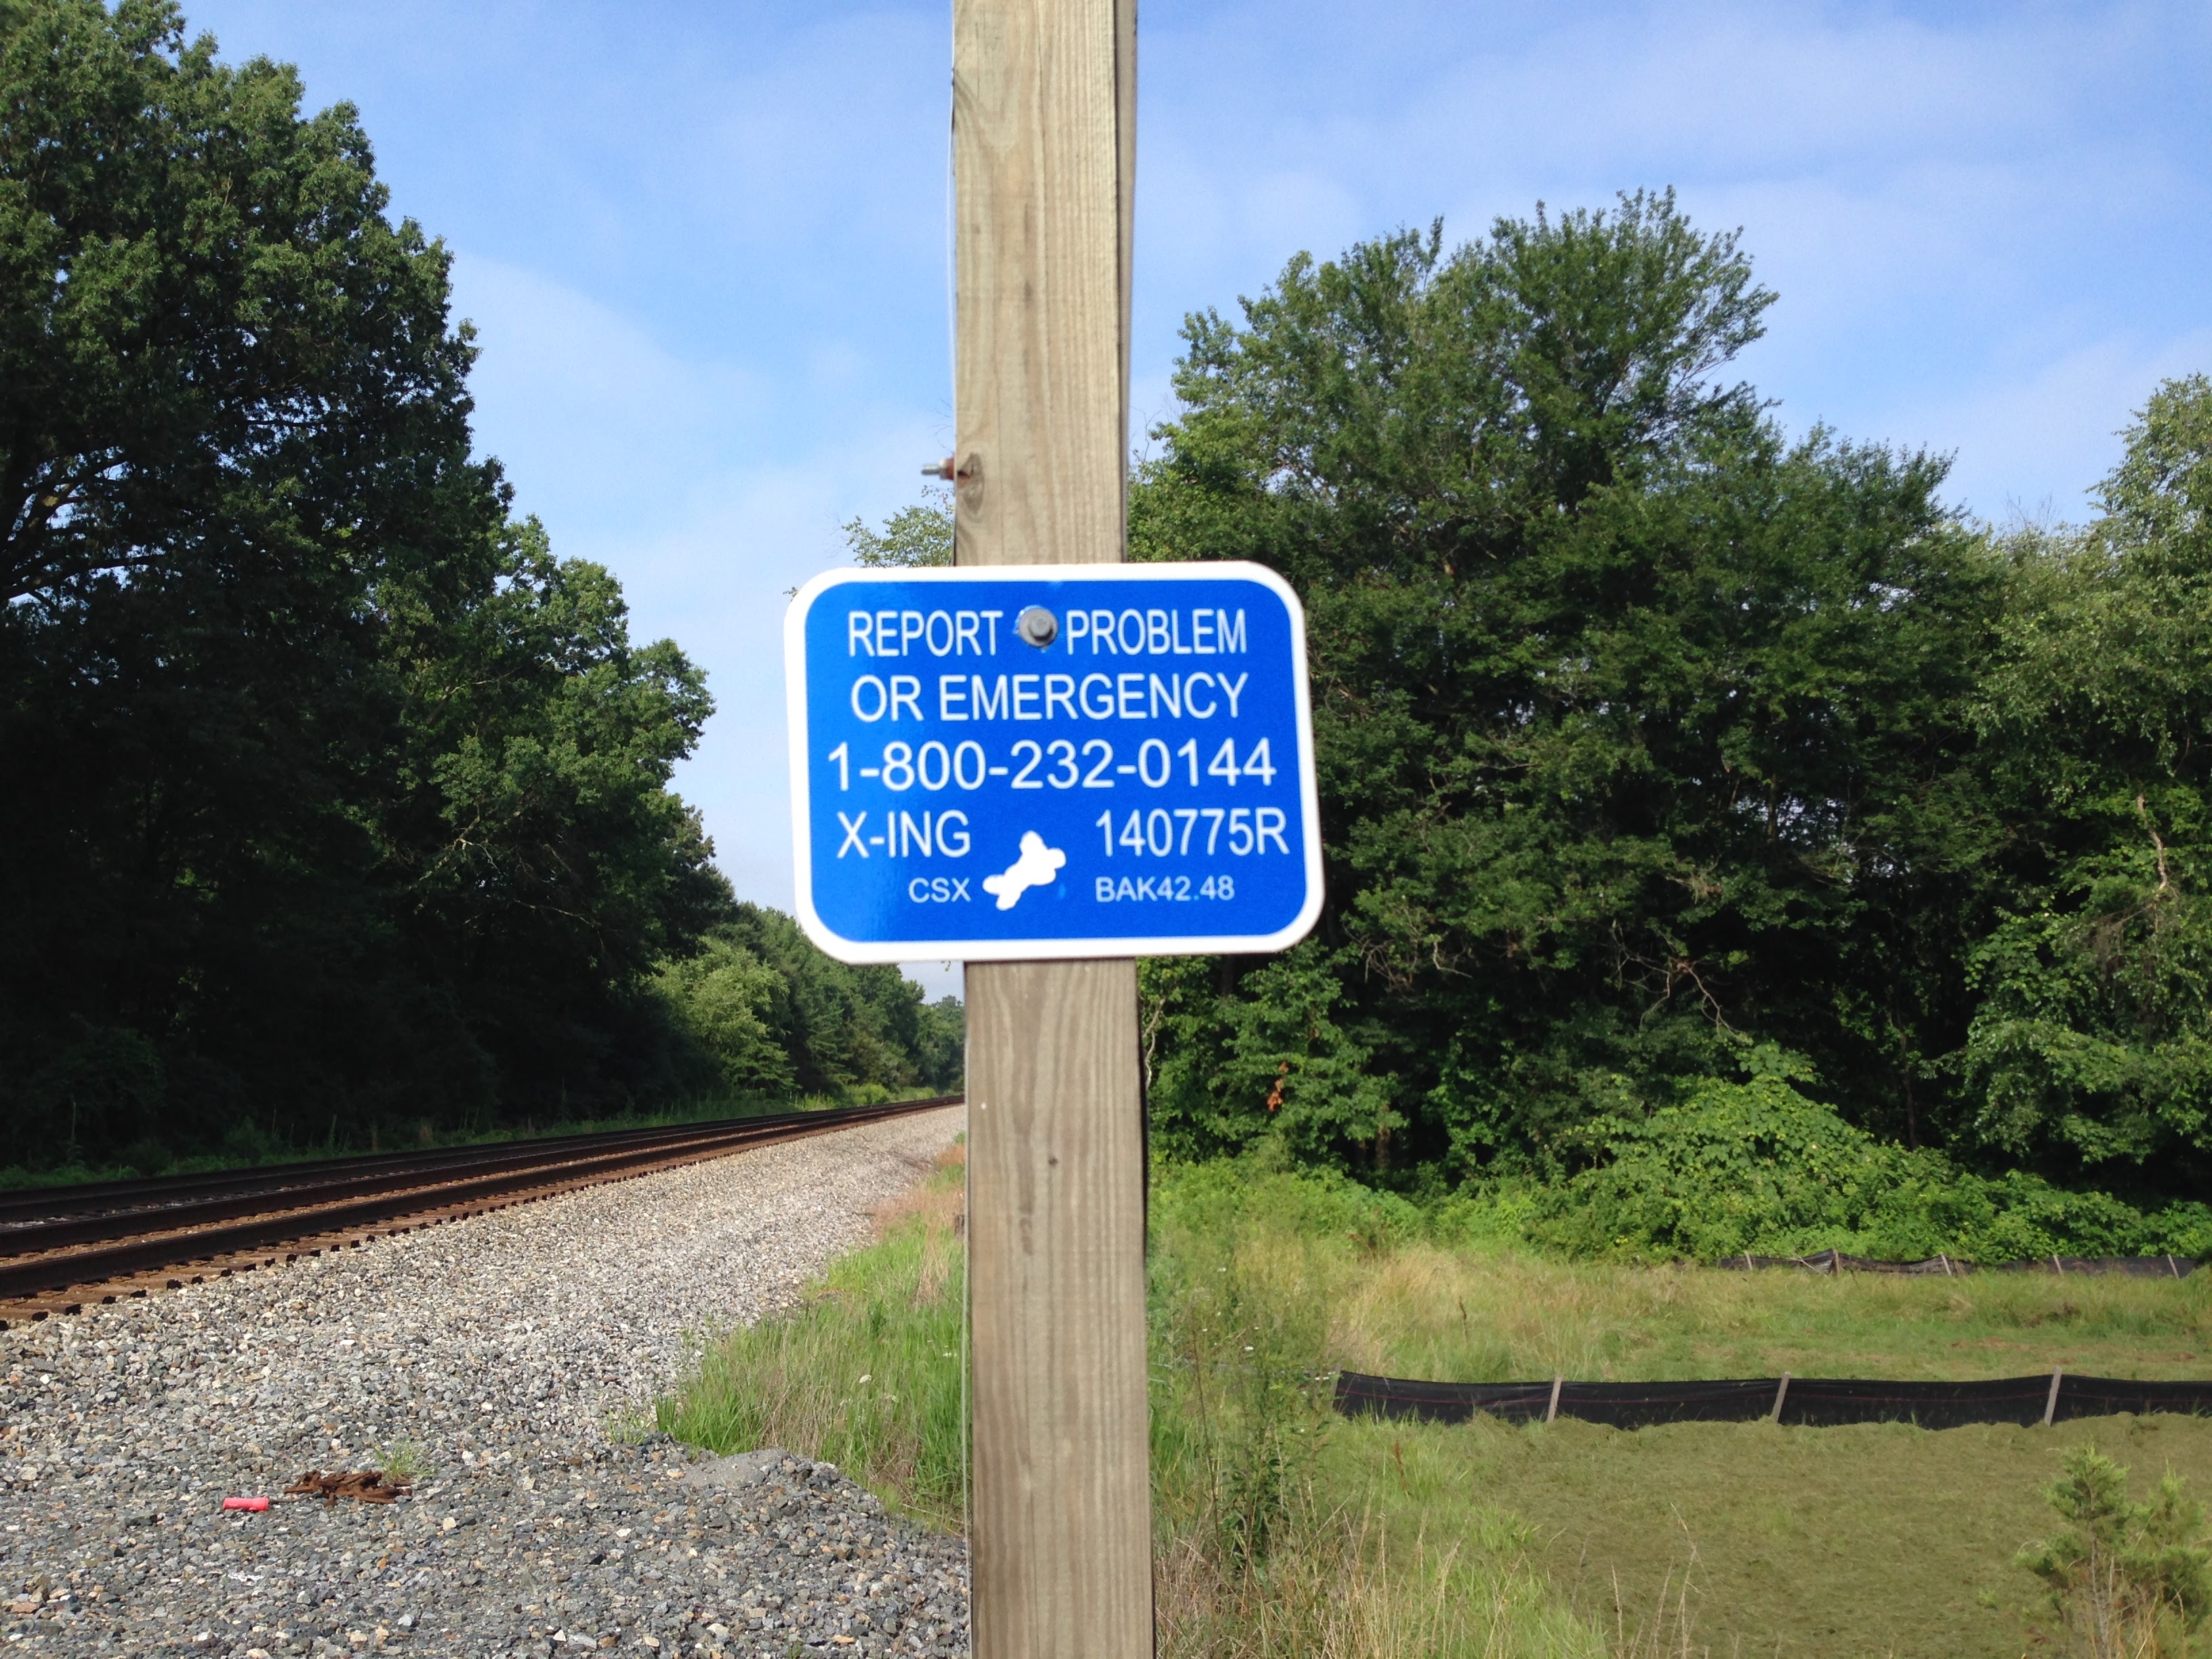 REPORT PROBLEM
OR EMERGENCY
1-800-232-0144
X-ING 140775R
CSX BAK42.48